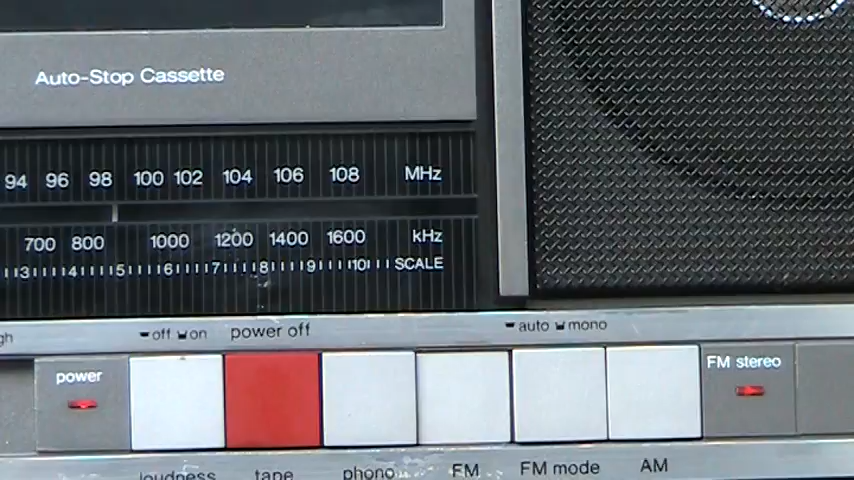 Auto-Stop Cassette
94 96 98 100 102 104 106 108 MHz
700 800 1000 1200 1400 1600 kHz
3 4 5 6 7 8 9 10 SCALE
off on power off auto mono
power FM stereo
loudness tape phono FM FM mode AM